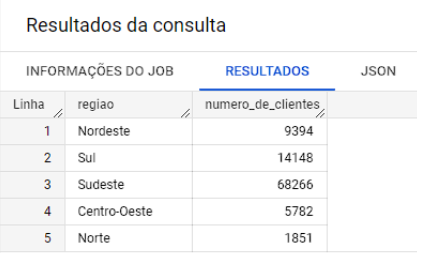 Resultados da consulta
INFORMAÇÕES DO JOB RESULTADOS JSON
Linha regiao numero_de_clientes
1 Nordeste 9394
2 Sul 14148
3 Sudeste 68266
4 Centro-Oeste 5782
5 Norte 1851